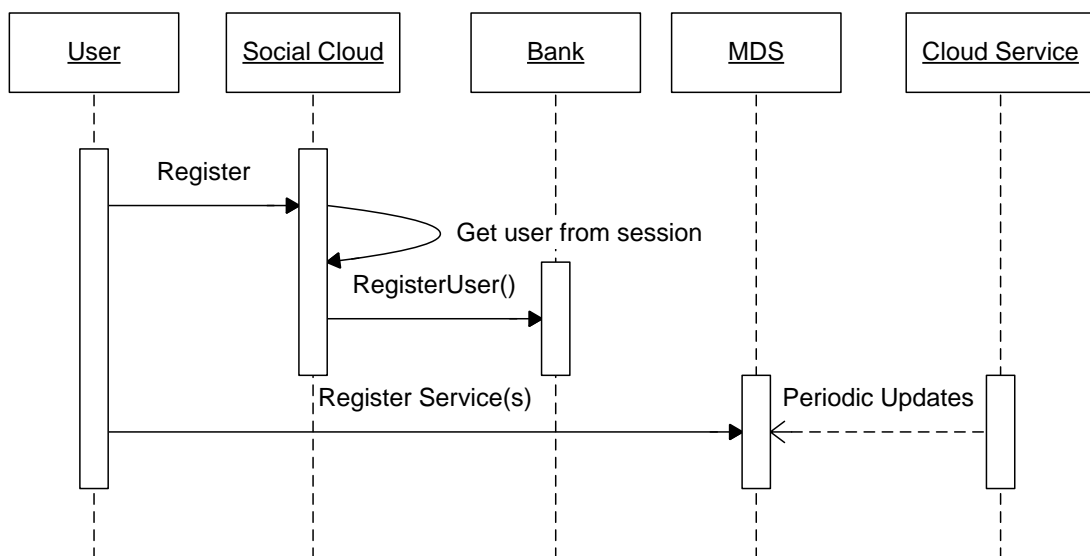 User
Social Cloud
Bank
MDS
Cloud Service
Register
Get user from session
RegisterUser()
Register Service(s)
Periodic Updates